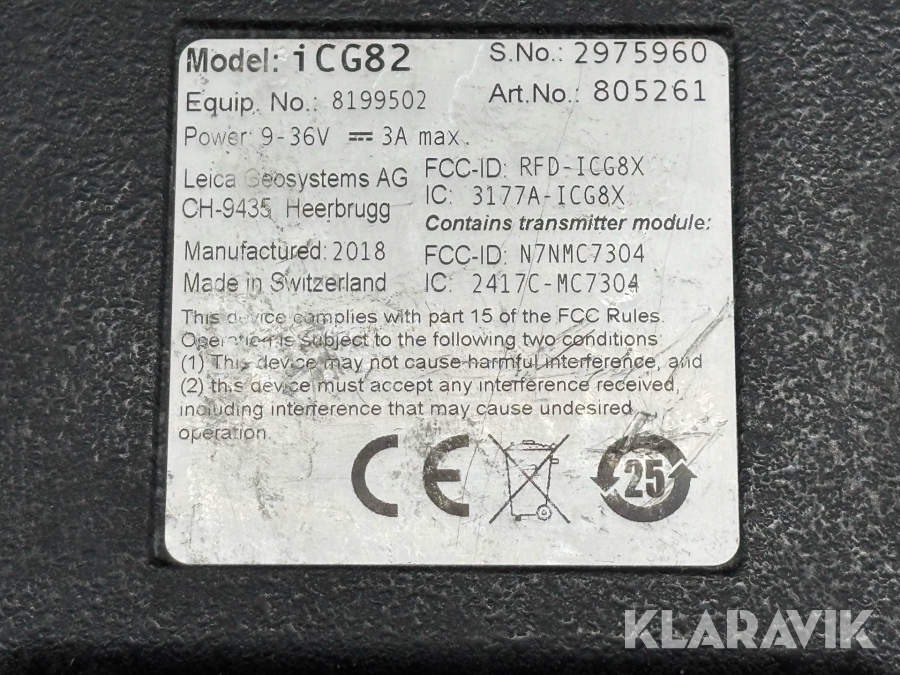 Model: iCG82
S.No.: 2975960
Equip. No.: 8199502
Art.No.: 805261
Power: 9-36V ⎓ 3A max.
Leica Geosystems AG
CH-9435 Heerbrugg
FCC-ID: RFD-ICG8X
IC: 3177A-ICG8X
Contains transmitter module:
Manufactured: 2018
FCC-ID: N7NMC7304
Made in Switzerland
IC: 2417C-MC7304
This device complies with part 15 of the FCC Rules.
Operation is subject to the following two conditions:
(1) This device may not cause harmful interference, and
(2) this device must accept any interference received,
including interference that may cause undesired
operation.
CE
25
KLARAVIK